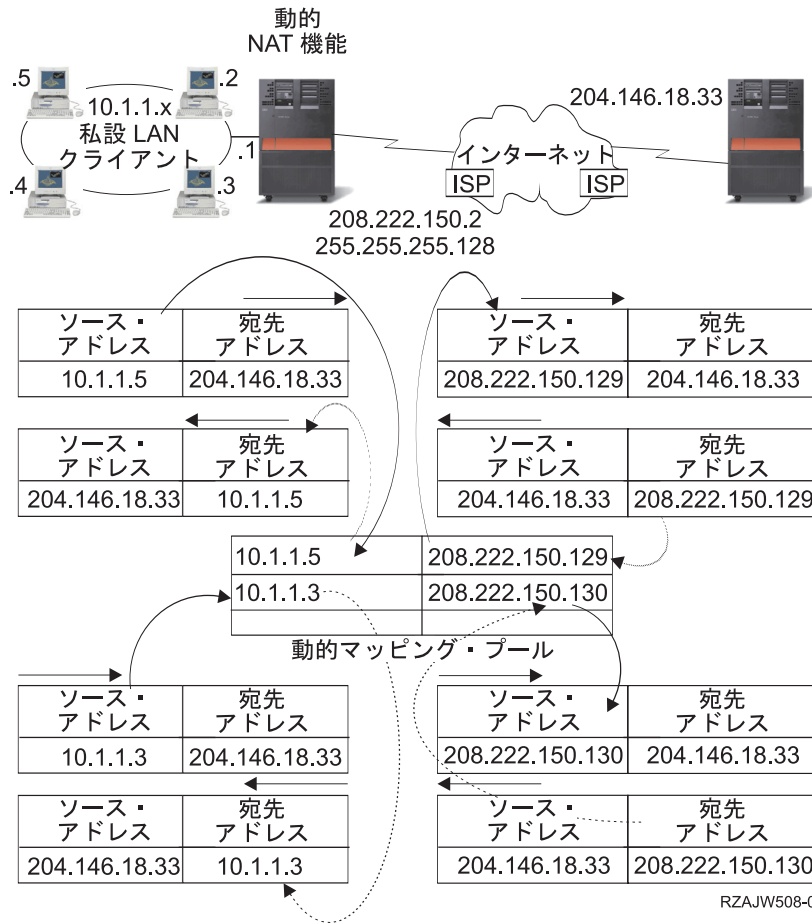 動的
NAT 機能
.5
.2
10.1.1.x
私設 LAN
クライアント
.1
.4
.3
204.146.18.33
インターネット
ISP
ISP
208.222.150.2
255.255.255.128
ソース・
アドレス
宛先
アドレス
10.1.1.5
204.146.18.33
ソース・
アドレス
宛先
アドレス
208.222.150.129
204.146.18.33
ソース・
アドレス
宛先
アドレス
204.146.18.33
10.1.1.5
ソース・
アドレス
宛先
アドレス
204.146.18.33
208.222.150.129
10.1.1.5
208.222.150.129
10.1.1.3
208.222.150.130
動的マッピング・プール
ソース・
アドレス
宛先
アドレス
10.1.1.3
204.146.18.33
ソース・
アドレス
宛先
アドレス
208.222.150.130
204.146.18.33
ソース・
アドレス
宛先
アドレス
204.146.18.33
10.1.1.3
ソース・
アドレス
宛先
アドレス
204.146.18.33
208.222.150.130
RZAJW508-0